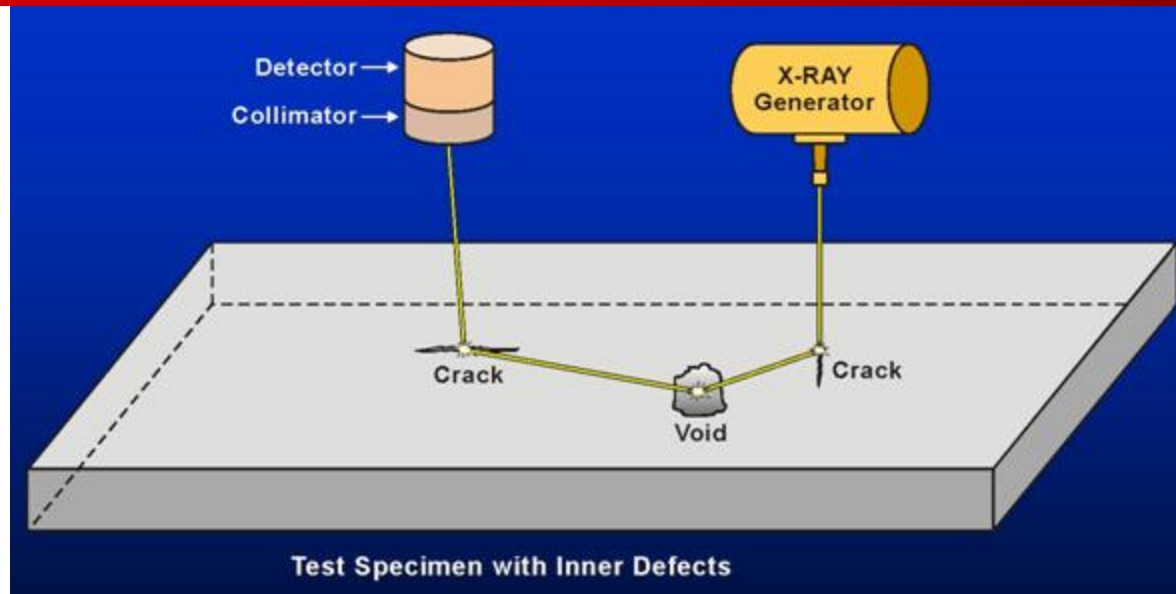 Detector
Collimator
X-RAY
Generator
Crack
Crack
Void
Test Specimen with Inner Defects